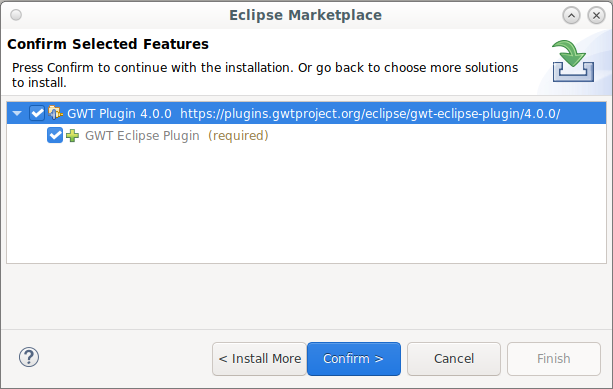 Eclipse Marketplace
Confirm Selected Features
Press Confirm to continue with the installation. Or go back to choose more solutions
to install.
GWT Plugin 4.0.0 https://plugins.gwtproject.org/eclipse/gwt-eclipse-plugin/4.0.0/
GWT Eclipse Plugin (required)
? < Install More Confirm > Cancel Finish